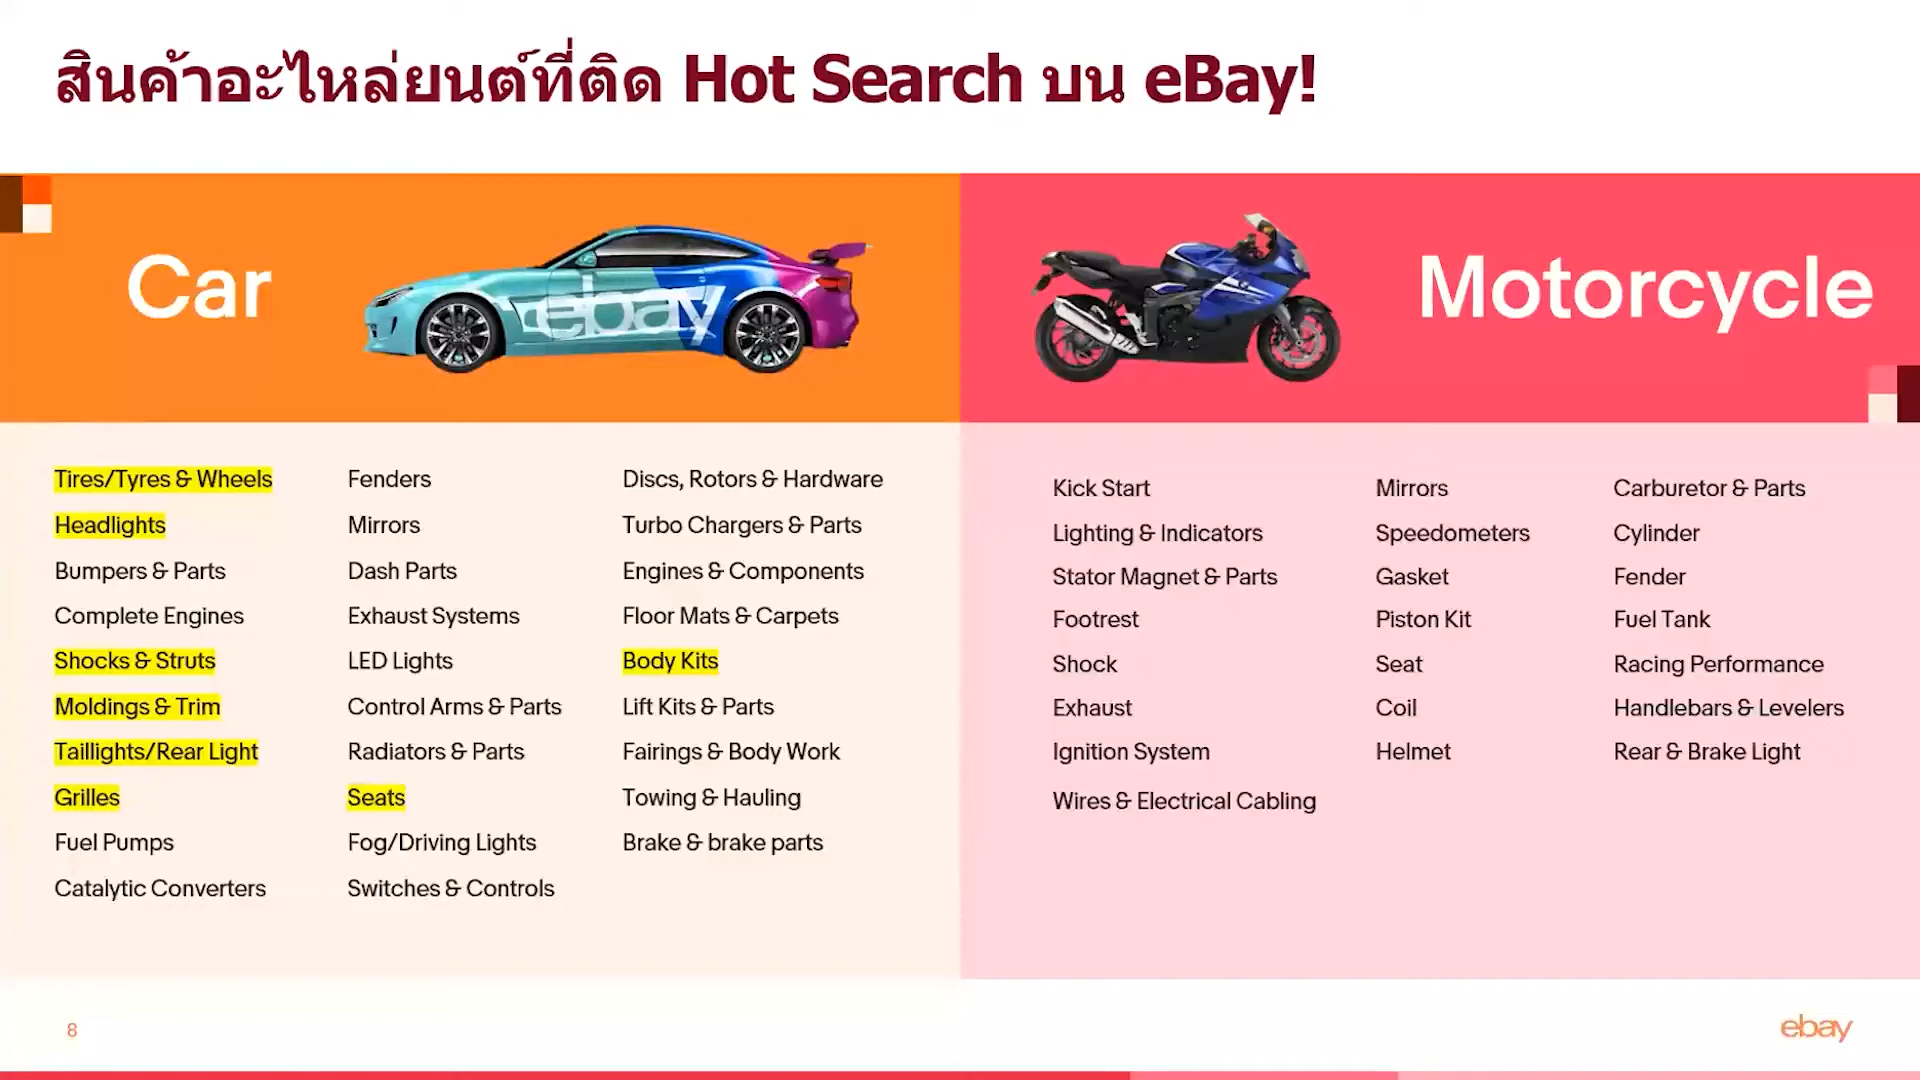 สินค้าอะไหล่ยนต์ที่ติด Hot Search บน eBay!
Car
ebay
Motorcycle
Tires/Tyres & Wheels
Headlights
Bumpers & Parts
Complete Engines
Shocks & Struts
Moldings & Trim
Taillights/Rear Light
Grilles
Fuel Pumps
Catalytic Converters
Fenders
Mirrors
Dash Parts
Exhaust Systems
LED Lights
Control Arms & Parts
Radiators & Parts
Seats
Fog/Driving Lights
Switches & Controls
Discs, Rotors & Hardware
Turbo Chargers & Parts
Engines & Components
Floor Mats & Carpets
Body Kits
Lift Kits & Parts
Fairings & Body Work
Towing & Hauling
Brake & brake parts
Kick Start
Lighting & Indicators
Stator Magnet & Parts
Footrest
Shock
Exhaust
Ignition System
Wires & Electrical Cabling
Mirrors
Speedometers
Gasket
Piston Kit
Seat
Coil
Helmet
Carburetor & Parts
Cylinder
Fender
Fuel Tank
Racing Performance
Handlebars & Levelers
Rear & Brake Light
8
ebay